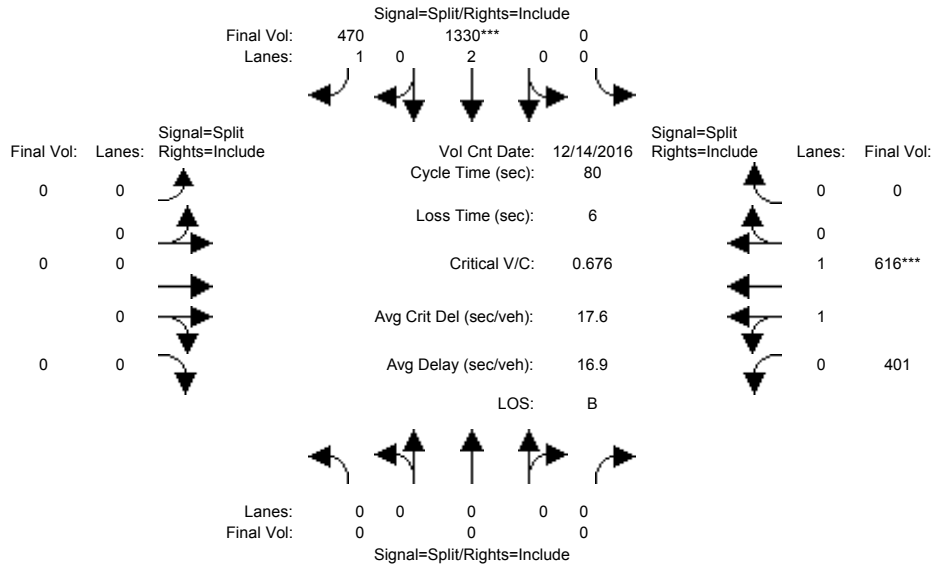 Signal=Split/Rights=Include
Final Vol: 470 1330*** 0
Lanes: 1 0 2 0 0
Signal=Split Signal=Split
Final Vol: Lanes: Rights=Include Vol Cnt Date: 12/14/2016 Rights=Include Lanes: Final Vol:
Cycle Time (sec): 80
0 0 0 0
Loss Time (sec): 6
0 0
0 0 Critical V/C: 0.676 1 616***
0 Avg Crit Del (sec/veh): 17.6 1
0 0 Avg Delay (sec/veh): 16.9 0 401
LOS: B
Lanes: 0 0 0 0 0
Final Vol: 0 0 0
Signal=Split/Rights=Include